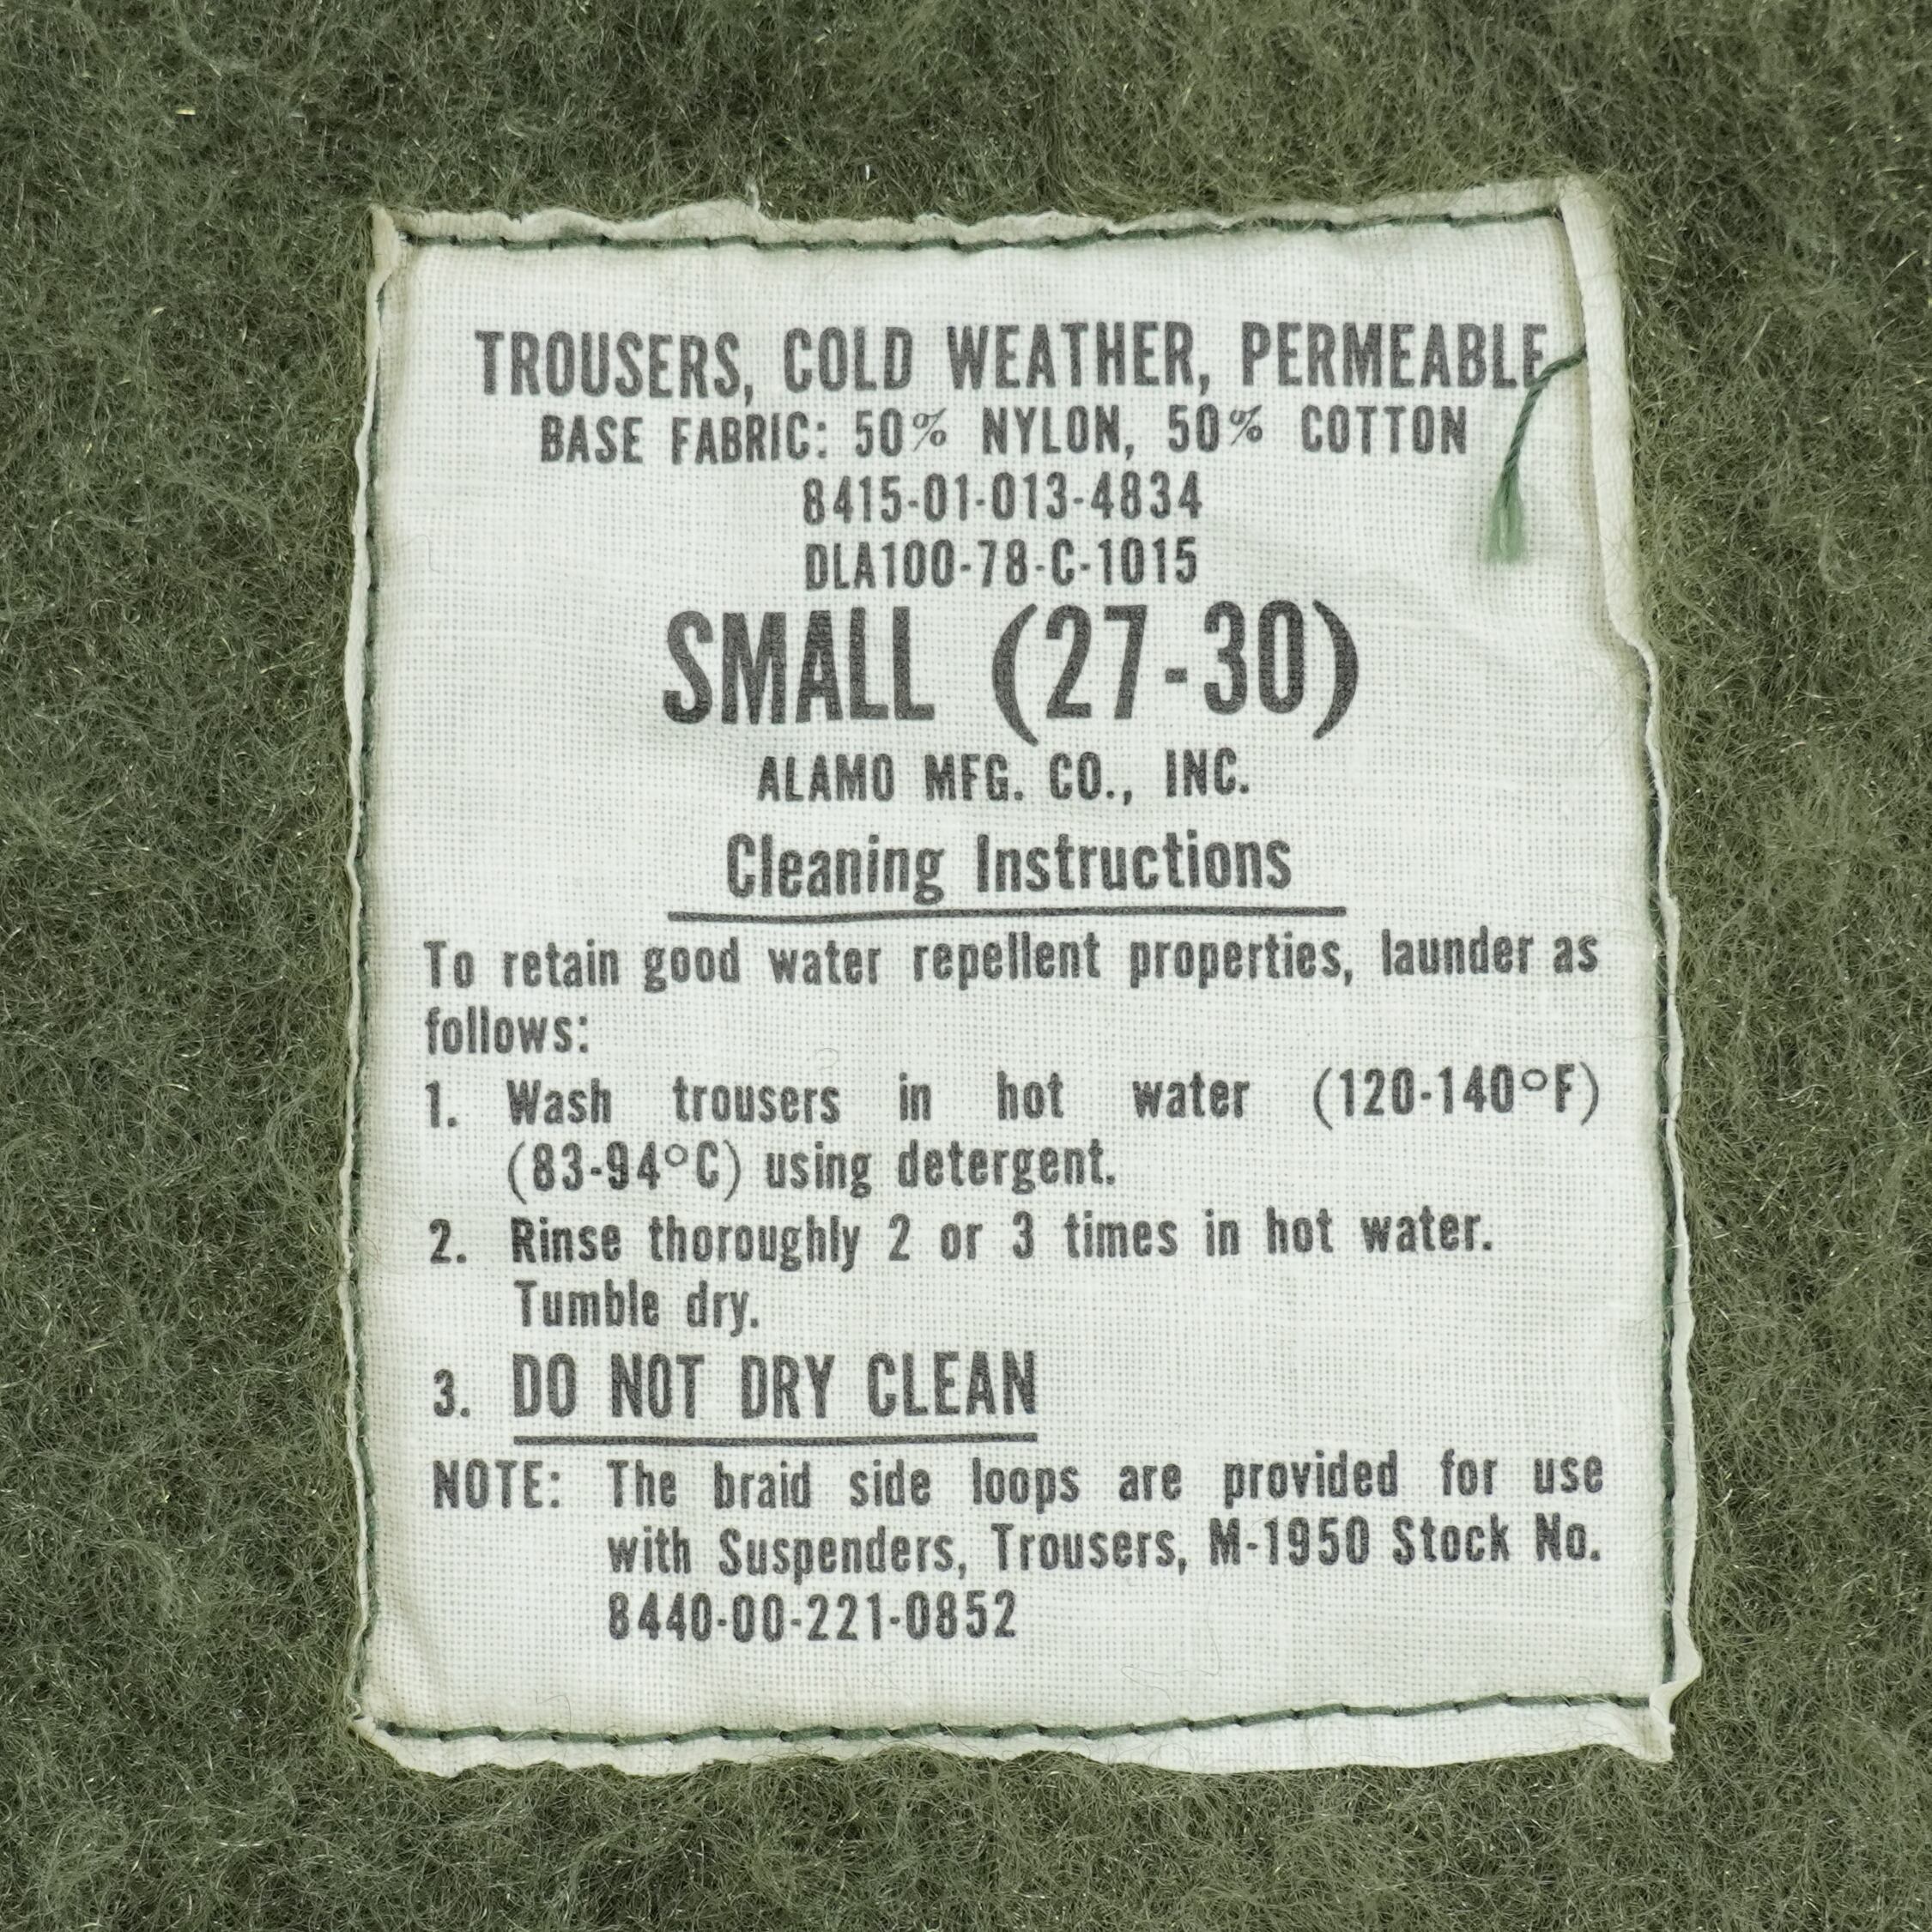 TROUSERS, COLD WEATHER, PERMEABLE
BASE FABRIC: 50% NYLON, 50% COTTON
8415-01-013-4834
DLA100-78-C-1015
SMALL (27-30)
ALAMO MFG. CO., INC.
Cleaning Instructions
To retain good water repellent properties, launder as
follows:
1. Wash trousers in hot water (120-140°F)
(83-94°C) using detergent.
2. Rinse thoroughly 2 or 3 times in hot water.
Tumble dry.
3. DO NOT DRY CLEAN
NOTE: The braid side loops are provided for use
with Suspenders, Trousers, M-1950 Stock No.
8440-00-221-0852